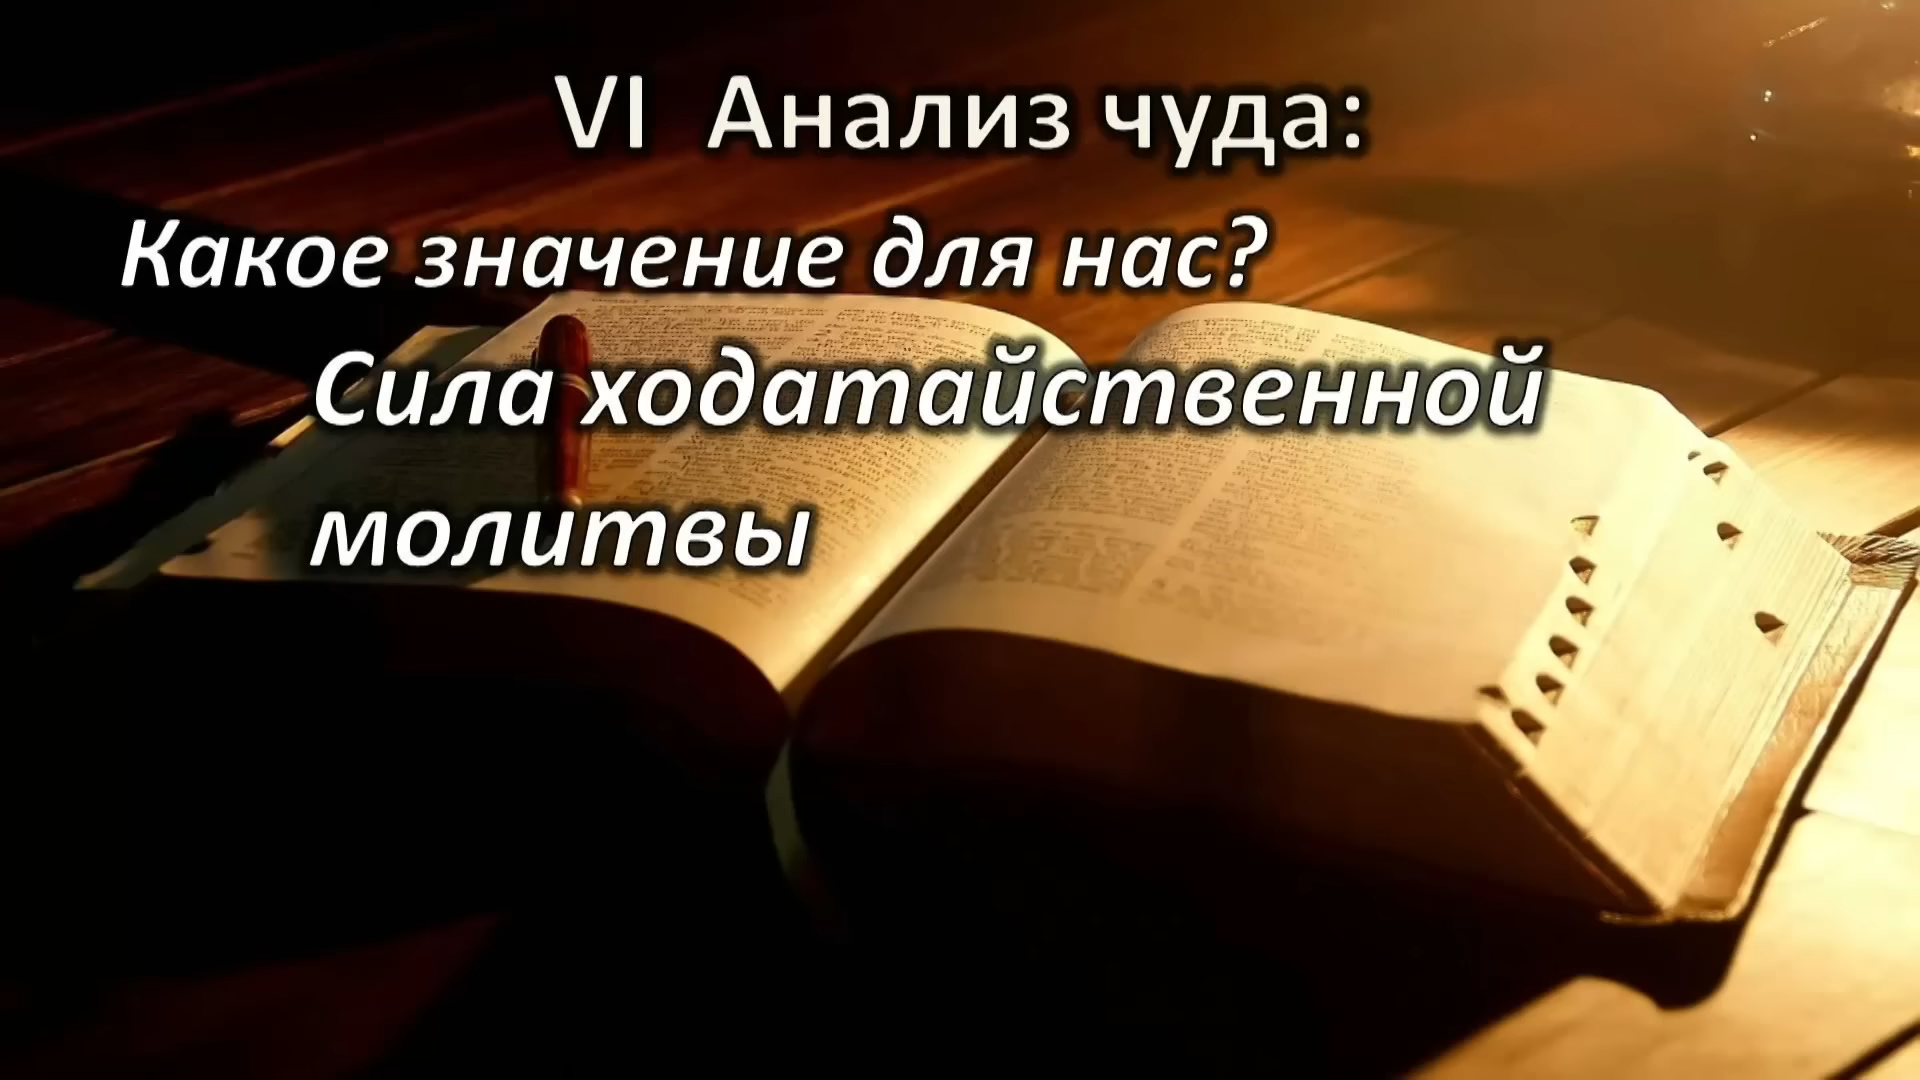 VI Анализ чуда:
Какое значение для нас?
Сила ходатайственной
молитвы